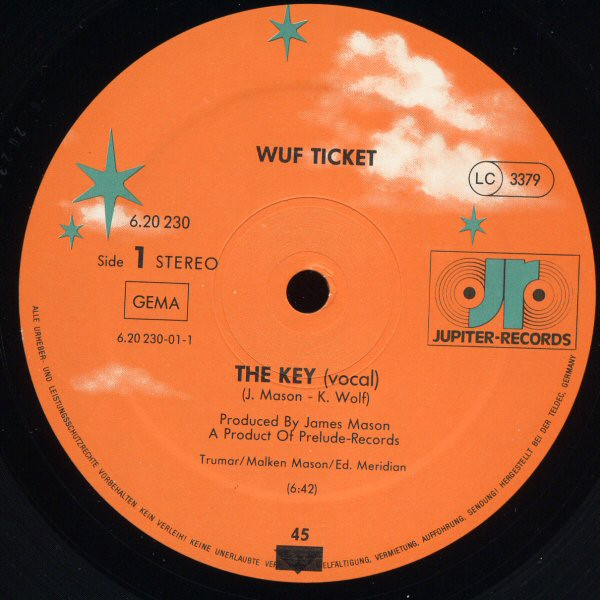 WUF TICKET
LC 3379
6.20 230
Side 1 STEREO
GEMA
6.20 230-01-1
jr
JUPITER-RECORDS
THE KEY (vocal)
(J. Mason - K. Wolf)
Produced By James Mason
A Product Of Prelude-Records
Trumar/Malken Mason/Ed. Meridian
(6:42)
45
ALLE URHEBER- UND LEISTUNGSSCHUTZRECHTE VORBEHALTEN KEIN VERLEIH! KEINE UNERLAUBTE VERVIELFÄLTIGUNG, VERMIETUNG, AUFFÜHRUNG, SENDUNG! HERGESTELLT BEI DER TELDEC, GERMANY